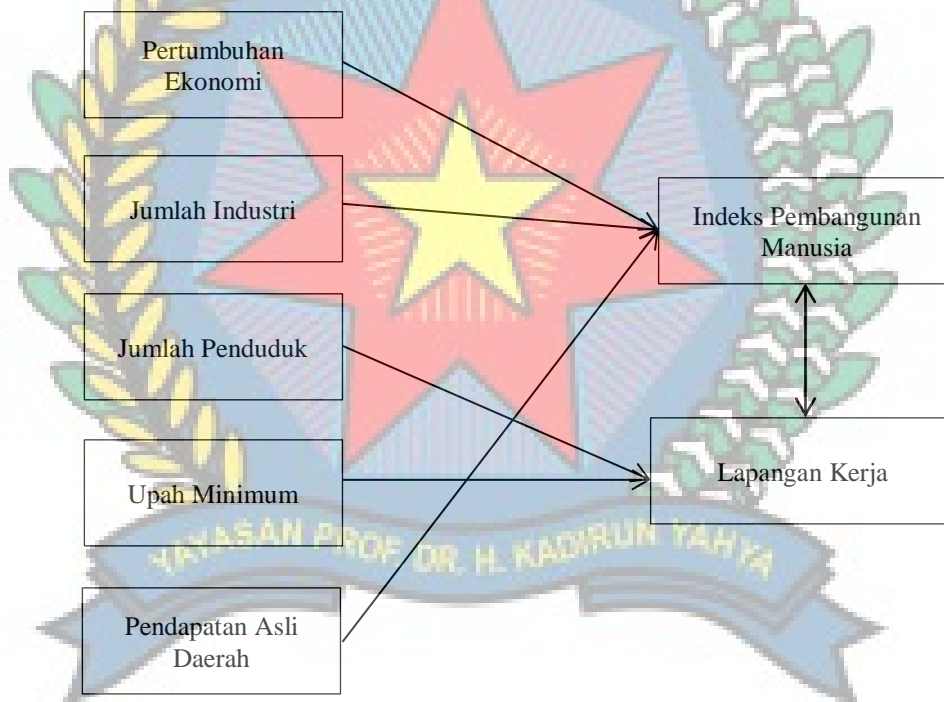 Pertumbuhan
Ekonomi
Jumlah Industri
Indeks Pembangunan
Manusia
Jumlah Penduduk
Lapangan Kerja
Upah Minimum
YAYASAN PROF. DR. H. KADIRUN YAHYA
Pendapatan Asli
Daerah